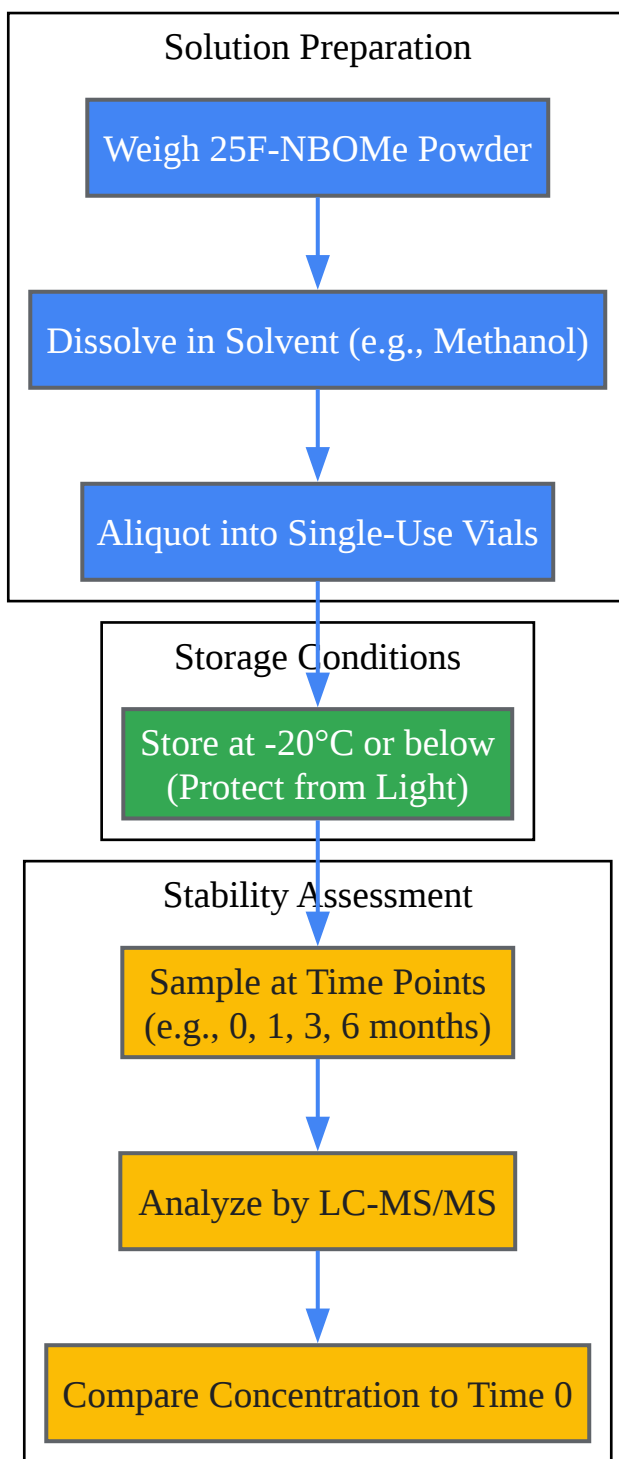 Solution Preparation
Weigh 25F-NBOMe Powder
Dissolve in Solvent (e.g., Methanol)
Aliquot into Single-Use Vials
Storage Conditions
Store at -20°C or below
(Protect from Light)
Stability Assessment
Sample at Time Points
(e.g., 0, 1, 3, 6 months)
Analyze by LC-MS/MS
Compare Concentration to Time 0